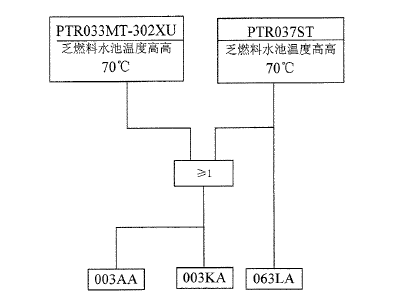 PTR033MT-302XU
乏燃料水池温度高高
70℃
PTR037ST
乏燃料水池温度高高
70℃
≥1
003AA
003KA
063LA